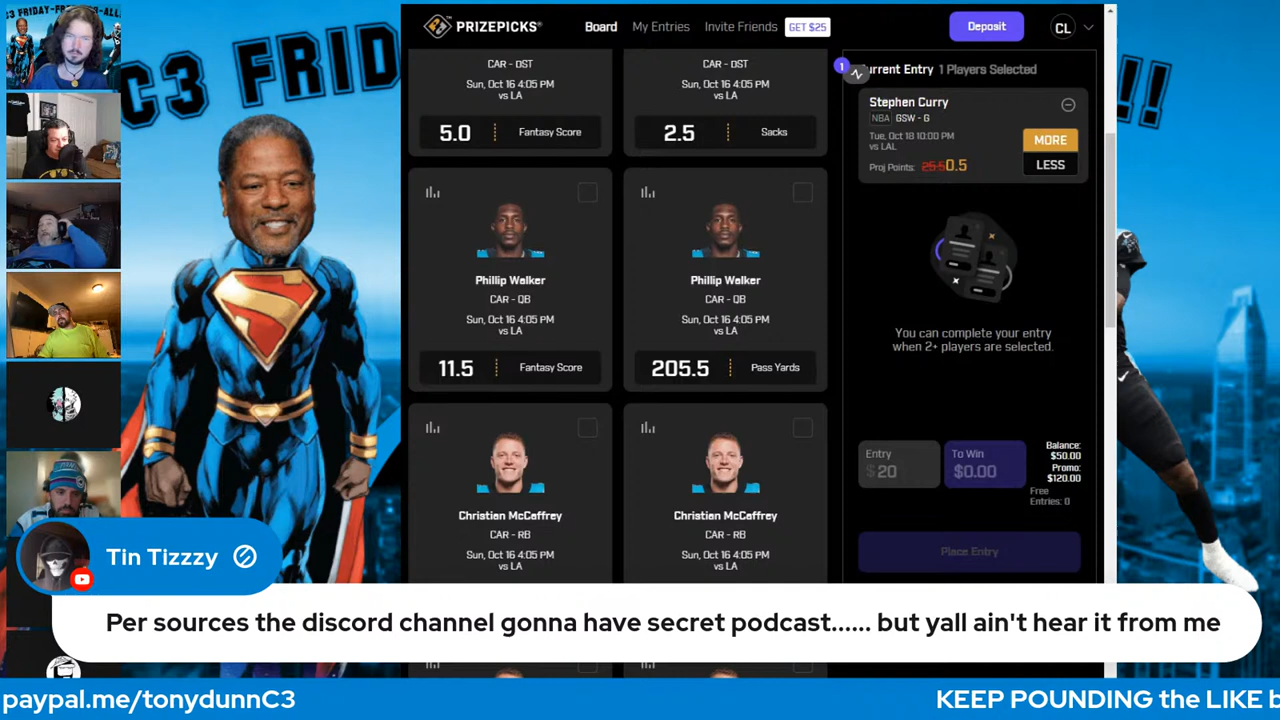 C3 FRIDAY-F
C3 FRID
!!
PRIZEPICKS
Board
My Entries
Invite Friends
GET $25
Deposit
CL
CAR - DST
Sun, Oct 16 4:05 PM
vs LA
5.0
Fantasy Score
CAR - DST
Sun, Oct 16 4:05 PM
vs LA
2.5
Sacks
Phillip Walker
CAR - QB
Sun, Oct 16 4:05 PM
vs LA
11.5
Fantasy Score
Phillip Walker
CAR - QB
Sun, Oct 16 4:05 PM
vs LA
205.5
Pass Yards
Christian McCaffrey
CAR - RB
Sun, Oct 16 4:05 PM
vs LA
Christian McCaffrey
CAR - RB
Sun, Oct 16 4:05 PM
vs LA
1
urrent Entry 1 Players Selected
Stephen Curry
NBA GSW - G
Tue, Oct 18 10:00 PM
vs LAL
Proj Points: 25.5 0.5
MORE
LESS
You can complete your entry
when 2+ players are selected.
Entry
$20
To Win
$0.00
Balance:
$50.00
Promo:
$120.00
Free
Entries: 0
Place Entry
Tin Tizzzy
Per sources the discord channel gonna have secret podcast...... but yall ain't hear it from me
paypal.me/tonydunnC3
KEEP POUNDING the LIKE b